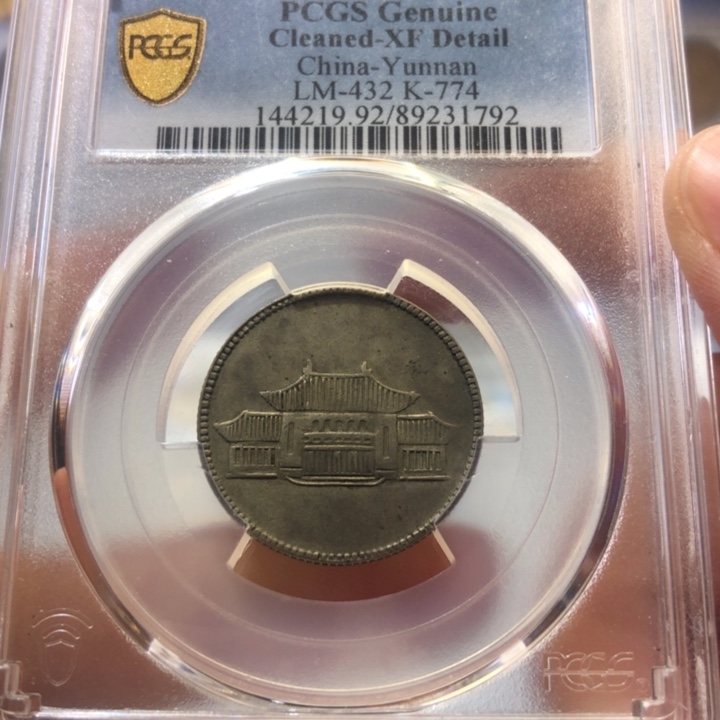 PCGS
PCGS Genuine
Cleaned-XF Detail
China-Yunnan
LM-432 K-774
144219.92/89231792
PCGS